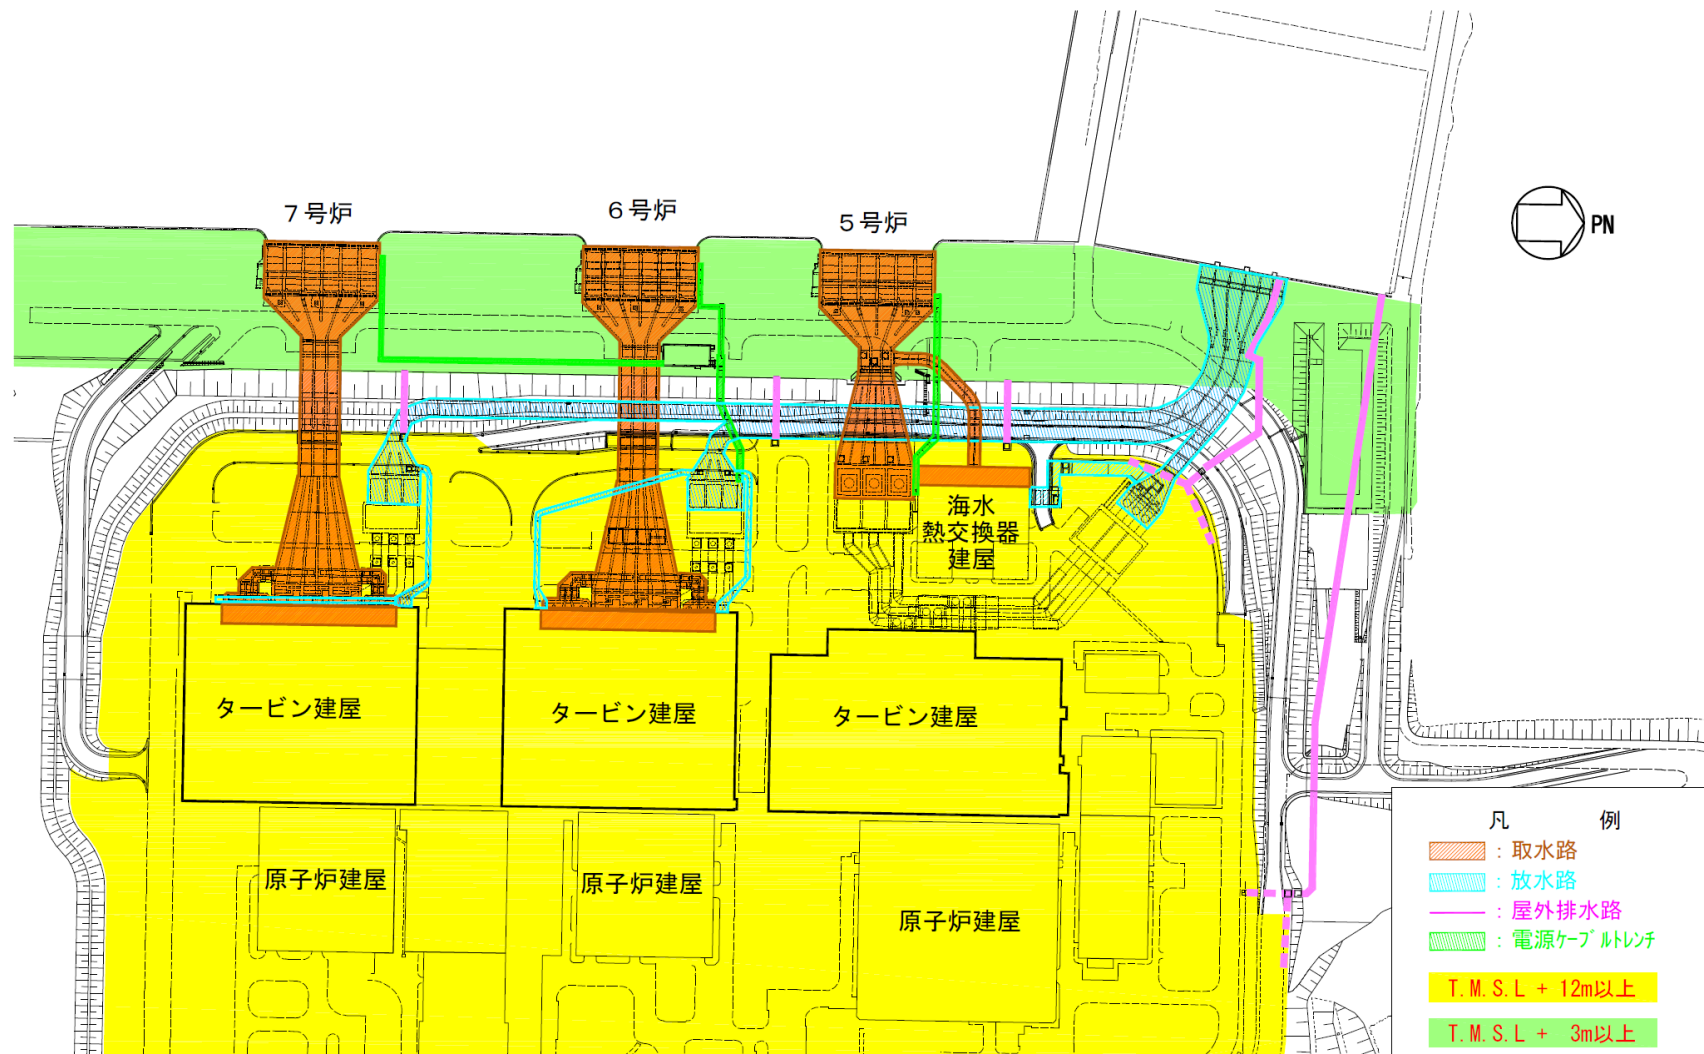 7号炉
6号炉
5号炉
PN
海水
熱交換器
建屋
タービン建屋
タービン建屋
タービン建屋
原子炉建屋
原子炉建屋
原子炉建屋
凡 例
:取水路
:放水路
:屋外排水路
:電源ケーブルトレンチ
T.M.S.L + 12m以上
T.M.S.L + 3m以上